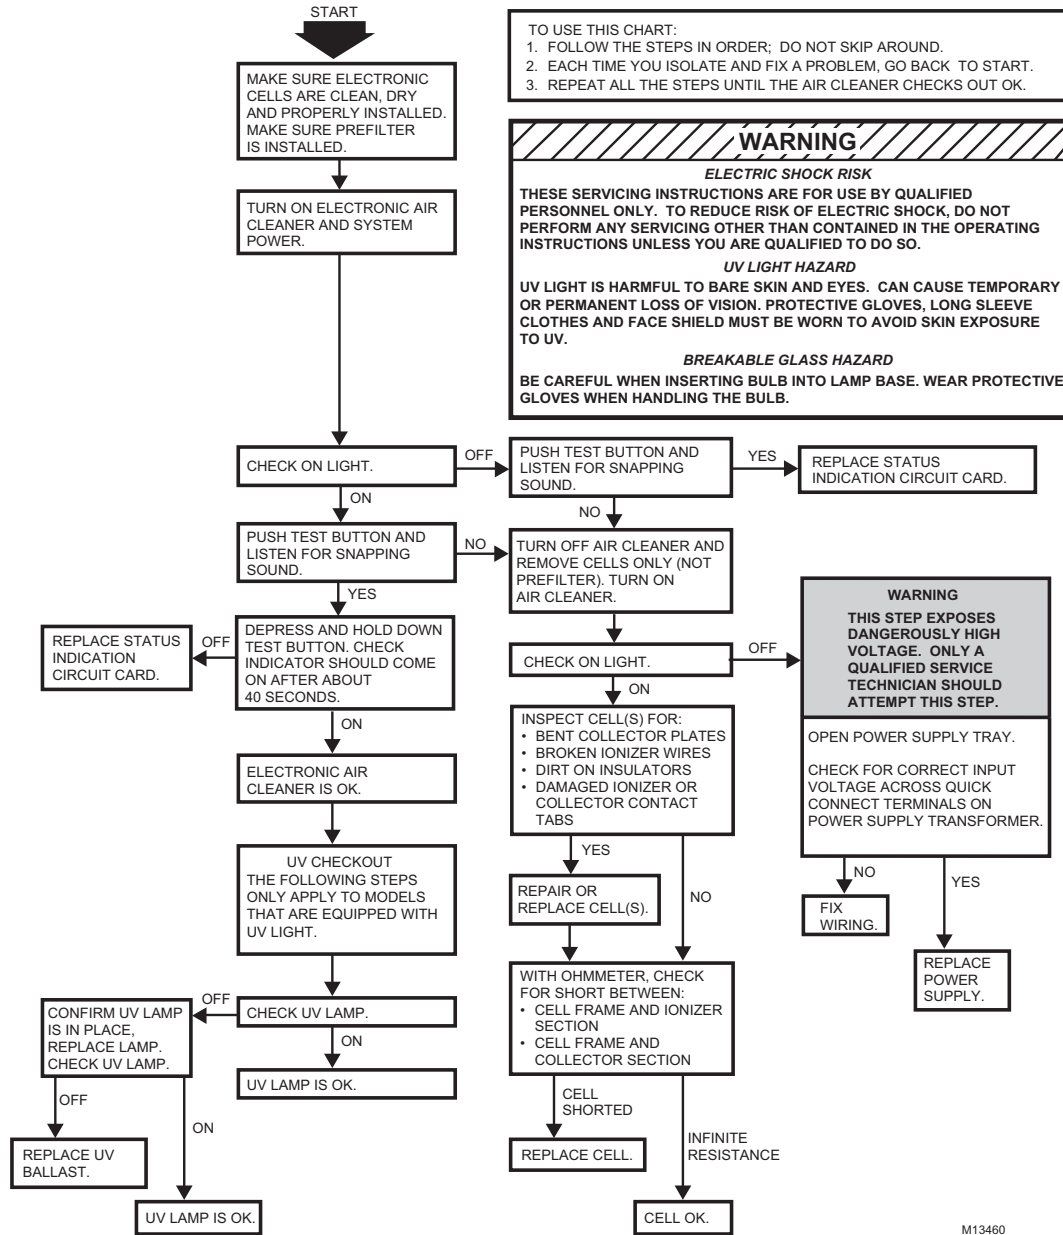 START
TO USE THIS CHART:
1. FOLLOW THE STEPS IN ORDER; DO NOT SKIP AROUND.
2. EACH TIME YOU ISOLATE AND FIX A PROBLEM, GO BACK TO START.
3. REPEAT ALL THE STEPS UNTIL THE AIR CLEANER CHECKS OUT OK.
MAKE SURE ELECTRONIC
CELLS ARE CLEAN, DRY
AND PROPERLY INSTALLED.
MAKE SURE PREFILTER
IS INSTALLED.
WARNING
ELECTRIC SHOCK RISK
THESE SERVICING INSTRUCTIONS ARE FOR USE BY QUALIFIED
PERSONNEL ONLY. TO REDUCE RISK OF ELECTRIC SHOCK, DO NOT
PERFORM ANY SERVICING OTHER THAN CONTAINED IN THE OPERATING
INSTRUCTIONS UNLESS YOU ARE QUALIFIED TO DO SO.
UV LIGHT HAZARD
UV LIGHT IS HARMFUL TO BARE SKIN AND EYES. CAN CAUSE TEMPORARY
OR PERMANENT LOSS OF VISION. PROTECTIVE GLOVES, LONG SLEEVE
CLOTHES AND FACE SHIELD MUST BE WORN TO AVOID SKIN EXPOSURE
TO UV.
BREAKABLE GLASS HAZARD
BE CAREFUL WHEN INSERTING BULB INTO LAMP BASE. WEAR PROTECTIVE
GLOVES WHEN HANDLING THE BULB.
TURN ON ELECTRONIC AIR
CLEANER AND SYSTEM
POWER.
CHECK ON LIGHT.
OFF
PUSH TEST BUTTON AND
LISTEN FOR SNAPPING
SOUND.
YES
REPLACE STATUS
INDICATION CIRCUIT CARD.
ON
NO
PUSH TEST BUTTON AND
LISTEN FOR SNAPPING
SOUND.
NO
TURN OFF AIR CLEANER AND
REMOVE CELLS ONLY (NOT
PREFILTER). TURN ON
AIR CLEANER.
YES
DEPRESS AND HOLD DOWN
TEST BUTTON. CHECK
INDICATOR SHOULD COME
ON AFTER ABOUT
40 SECONDS.
OFF
REPLACE STATUS
INDICATION
CIRCUIT CARD.
CHECK ON LIGHT.
OFF
WARNING
THIS STEP EXPOSES
DANGEROUSLY HIGH
VOLTAGE. ONLY A
QUALIFIED SERVICE
TECHNICIAN SHOULD
ATTEMPT THIS STEP.
OPEN POWER SUPPLY TRAY.
CHECK FOR CORRECT INPUT
VOLTAGE ACROSS QUICK
CONNECT TERMINALS ON
POWER SUPPLY TRANSFORMER.
NO
YES
FIX
WIRING.
REPLACE
POWER
SUPPLY.
ON
INSPECT CELL(S) FOR:
• BENT COLLECTOR PLATES
• BROKEN IONIZER WIRES
• DIRT ON INSULATORS
• DAMAGED IONIZER OR
COLLECTOR CONTACT
TABS
YES
NO
REPAIR OR
REPLACE CELL(S).
WITH OHMMETER, CHECK
FOR SHORT BETWEEN:
• CELL FRAME AND IONIZER
SECTION
• CELL FRAME AND
COLLECTOR SECTION
CELL
SHORTED
INFINITE
RESISTANCE
REPLACE CELL.
CELL OK.
ON
ELECTRONIC AIR
CLEANER IS OK.
UV CHECKOUT
THE FOLLOWING STEPS
ONLY APPLY TO MODELS
THAT ARE EQUIPPED WITH
UV LIGHT.
CHECK UV LAMP.
OFF
CONFIRM UV LAMP
IS IN PLACE,
REPLACE LAMP.
CHECK UV LAMP.
ON
UV LAMP IS OK.
OFF
ON
REPLACE UV
BALLAST.
UV LAMP IS OK.
M13460